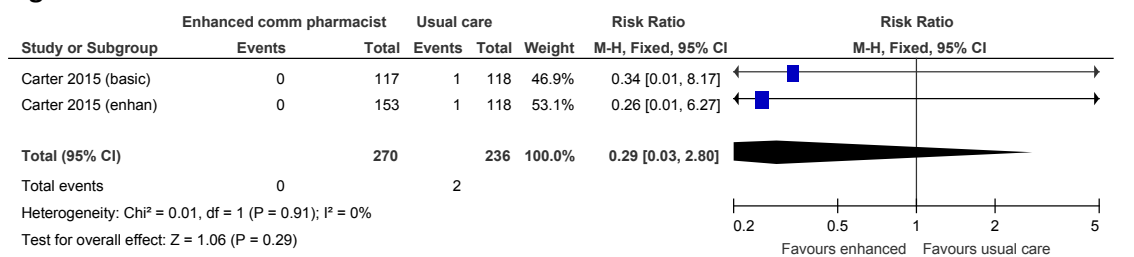 Enhanced comm pharmacist Usual care Risk Ratio Risk Ratio
Study or Subgroup Events Total Events Total Weight M-H, Fixed, 95% CI M-H, Fixed, 95% CI
Carter 2015 (basic) 0 117 1 118 46.9% 0.34 [0.01, 8.17]
Carter 2015 (enhan) 0 153 1 118 53.1% 0.26 [0.01, 6.27]
Total (95% CI) 270 236 100.0% 0.29 [0.03, 2.80]
Total events 0 2
Heterogeneity: Chi² = 0.01, df = 1 (P = 0.91); I² = 0%
Test for overall effect: Z = 1.06 (P = 0.29)
0.2 0.5 1 2 5
Favours enhanced Favours usual care